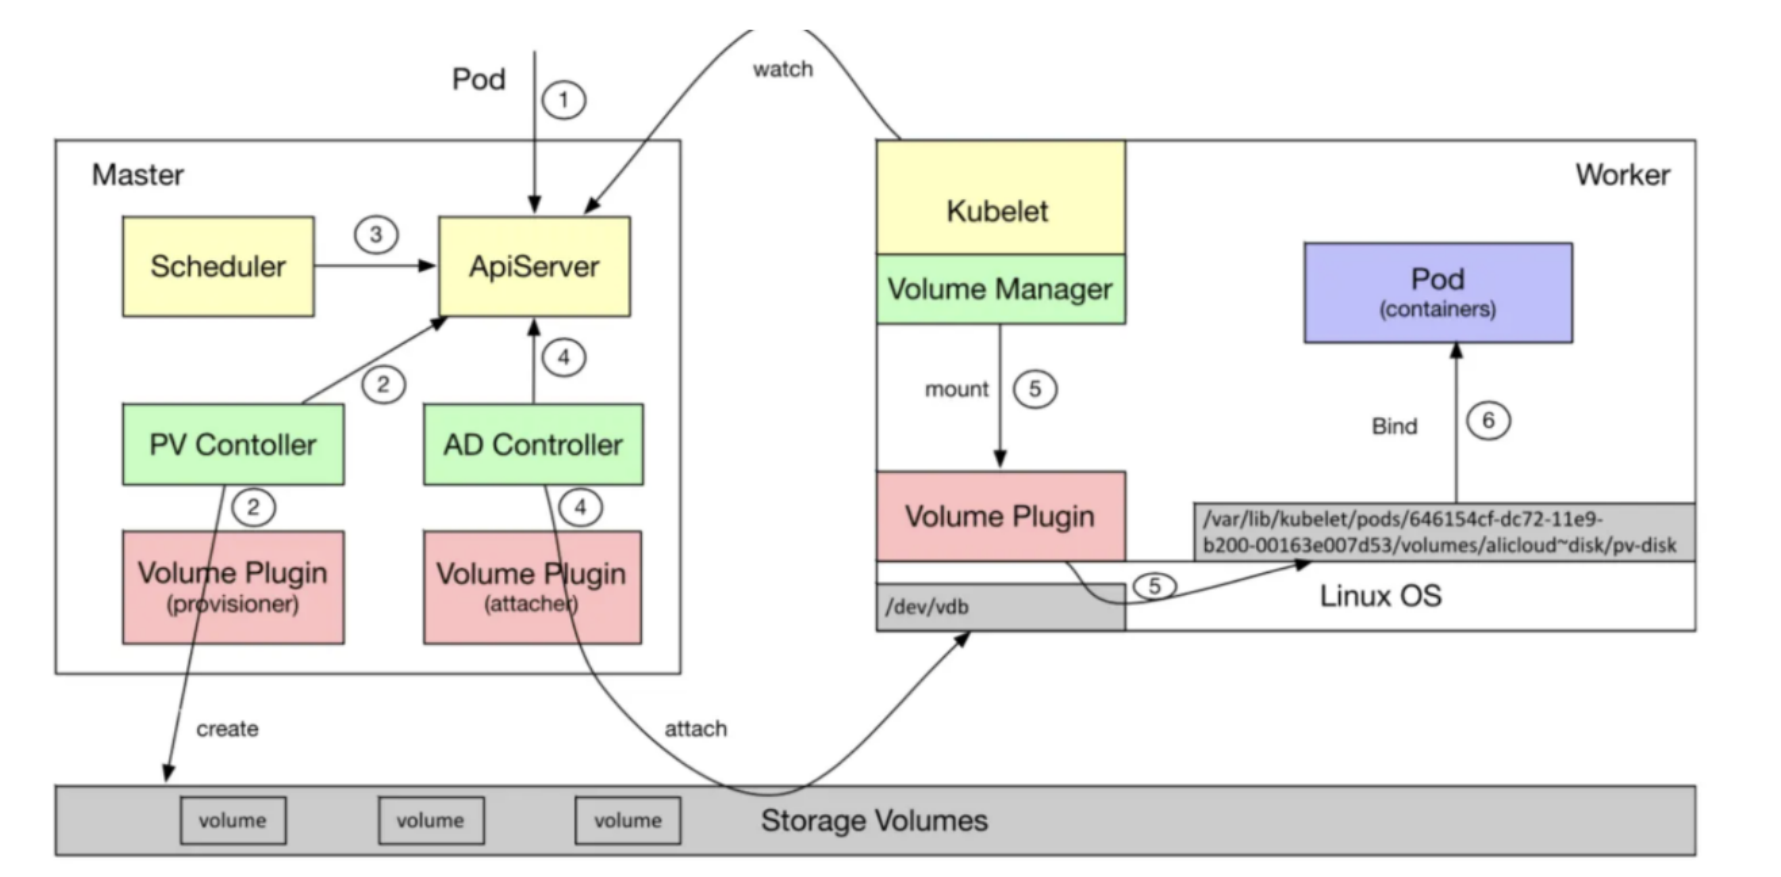 Pod
1
watch
Master
Scheduler
3
ApiServer
2
4
PV Contoller
AD Controller
2
4
Volume Plugin
(provisioner)
Volume Plugin
(attacher)
create
attach
Kubelet
Volume Manager
Worker
Pod
(containers)
mount
5
Bind
6
Volume Plugin
/var/lib/kubelet/pods/646154cf-dc72-11e9-
b200-00163e007d53/volumes/alicloud~disk/pv-disk
5
/dev/vdb
Linux OS
volume
volume
volume
Storage Volumes